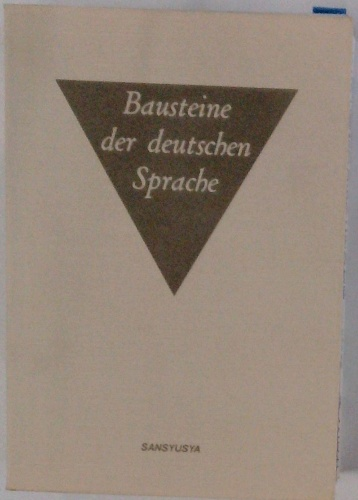 Bausteine
der deutschen
Sprache
SANSYUSYA